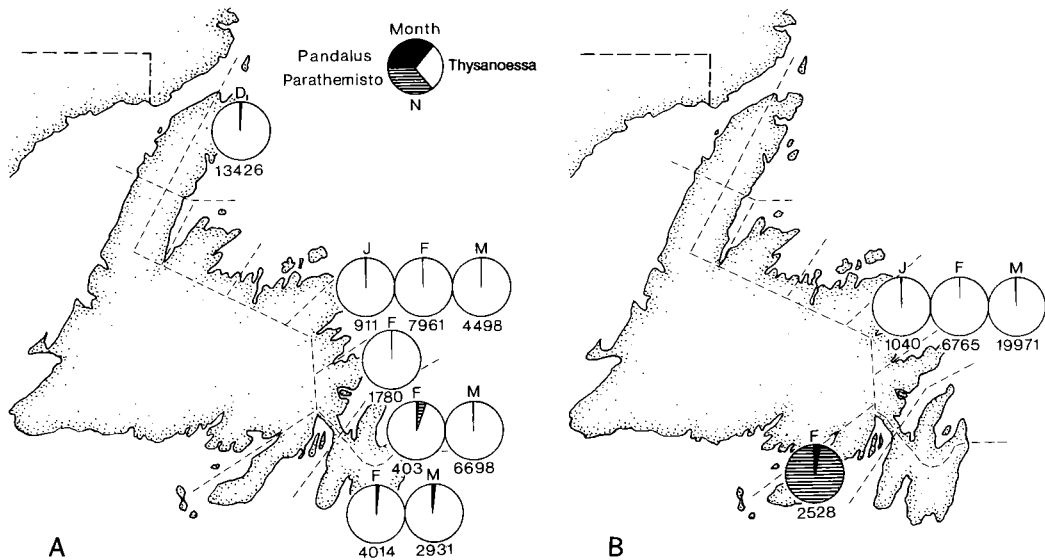 Month
Pandalus
Parathemisto
Thysanoessa
N
D
13426
J F M
911 7961 4498
F
1780
F M
403 6698
F M
4014 2931
A
J F M
1040 6765 19971
F
2528
B